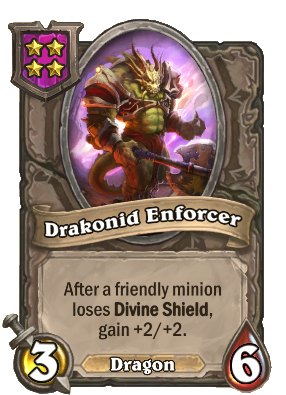 Drakonid Enforcer
After a friendly minion
loses Divine Shield,
gain +2/+2.
3
Dragon
6